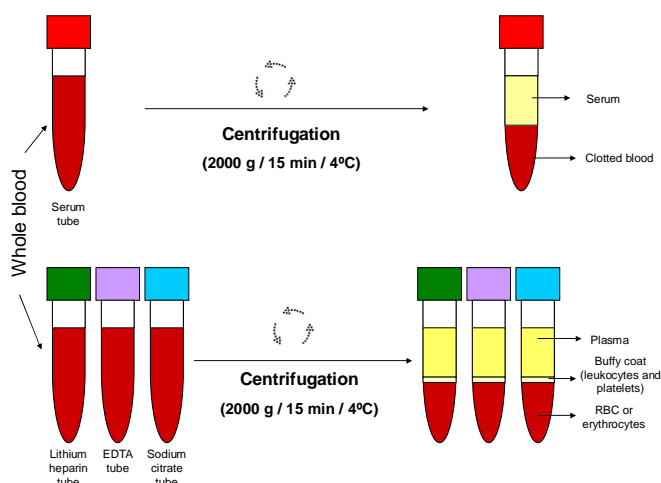 Whole blood
Serum
tube
Centrifugation
(2000 g / 15 min / 4ºC)
Serum
Clotted blood
Lithium
heparin
tube
EDTA
tube
Sodium
citrate
tube
Centrifugation
(2000 g / 15 min / 4ºC)
Plasma
Buffy coat
(leukocytes and
platelets)
RBC or
erythrocytes